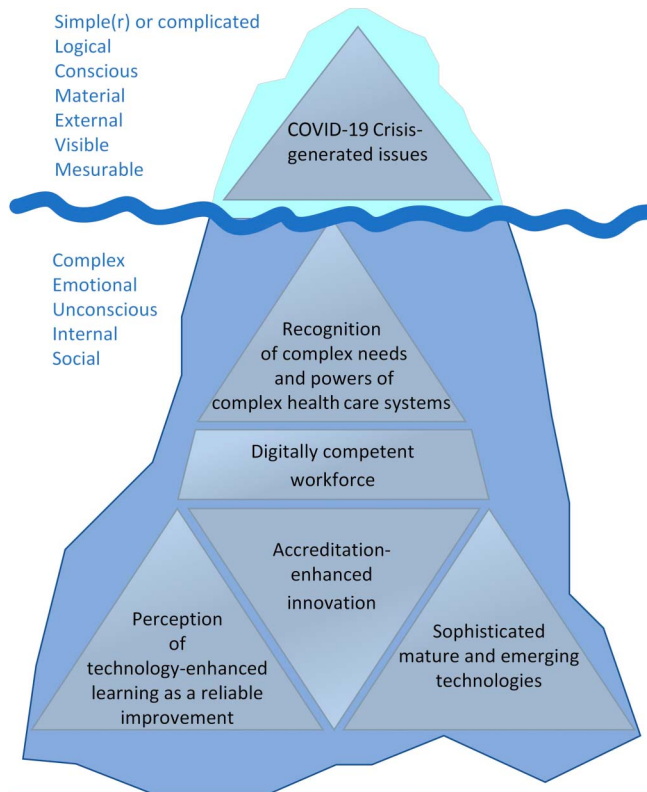 Simple(r) or complicated
Logical
Conscious
Material
External
Visible
Mesurable
COVID-19 Crisis-
generated issues
Complex
Emotional
Unconscious
Internal
Social
Recognition
of complex needs
and powers of
complex health care systems
Digitally competent
workforce
Accreditation-
enhanced
innovation
Perception
of
technology-enhanced
learning as a reliable
improvement
Sophisticated
mature and emerging
technologies